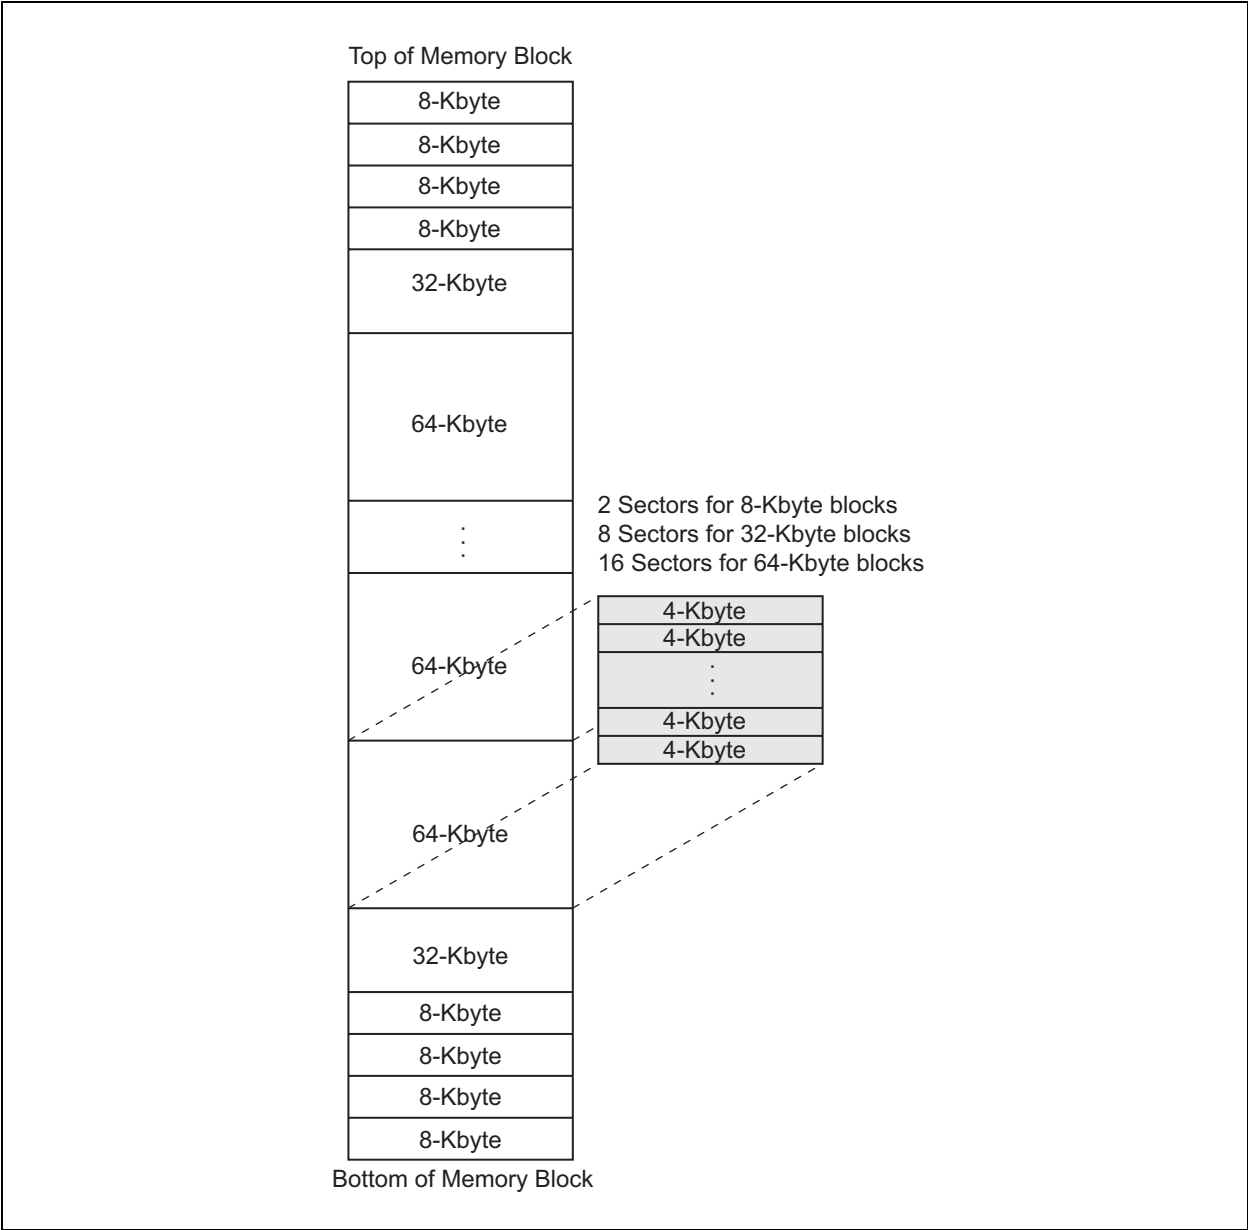 Top of Memory Block
8-Kbyte
8-Kbyte
8-Kbyte
8-Kbyte
32-Kbyte
64-Kbyte
2 Sectors for 8-Kbyte blocks
8 Sectors for 32-Kbyte blocks
16 Sectors for 64-Kbyte blocks
4-Kbyte
4-Kbyte
4-Kbyte
4-Kbyte
64-Kbyte
64-Kbyte
32-Kbyte
8-Kbyte
8-Kbyte
8-Kbyte
8-Kbyte
Bottom of Memory Block